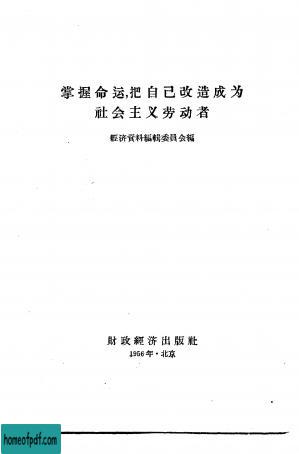 掌握命运,把自己改造成为
社会主义劳动者
經济資料編輯委員会編
財政經济出版社
1956年·北京
homeofpdf.com